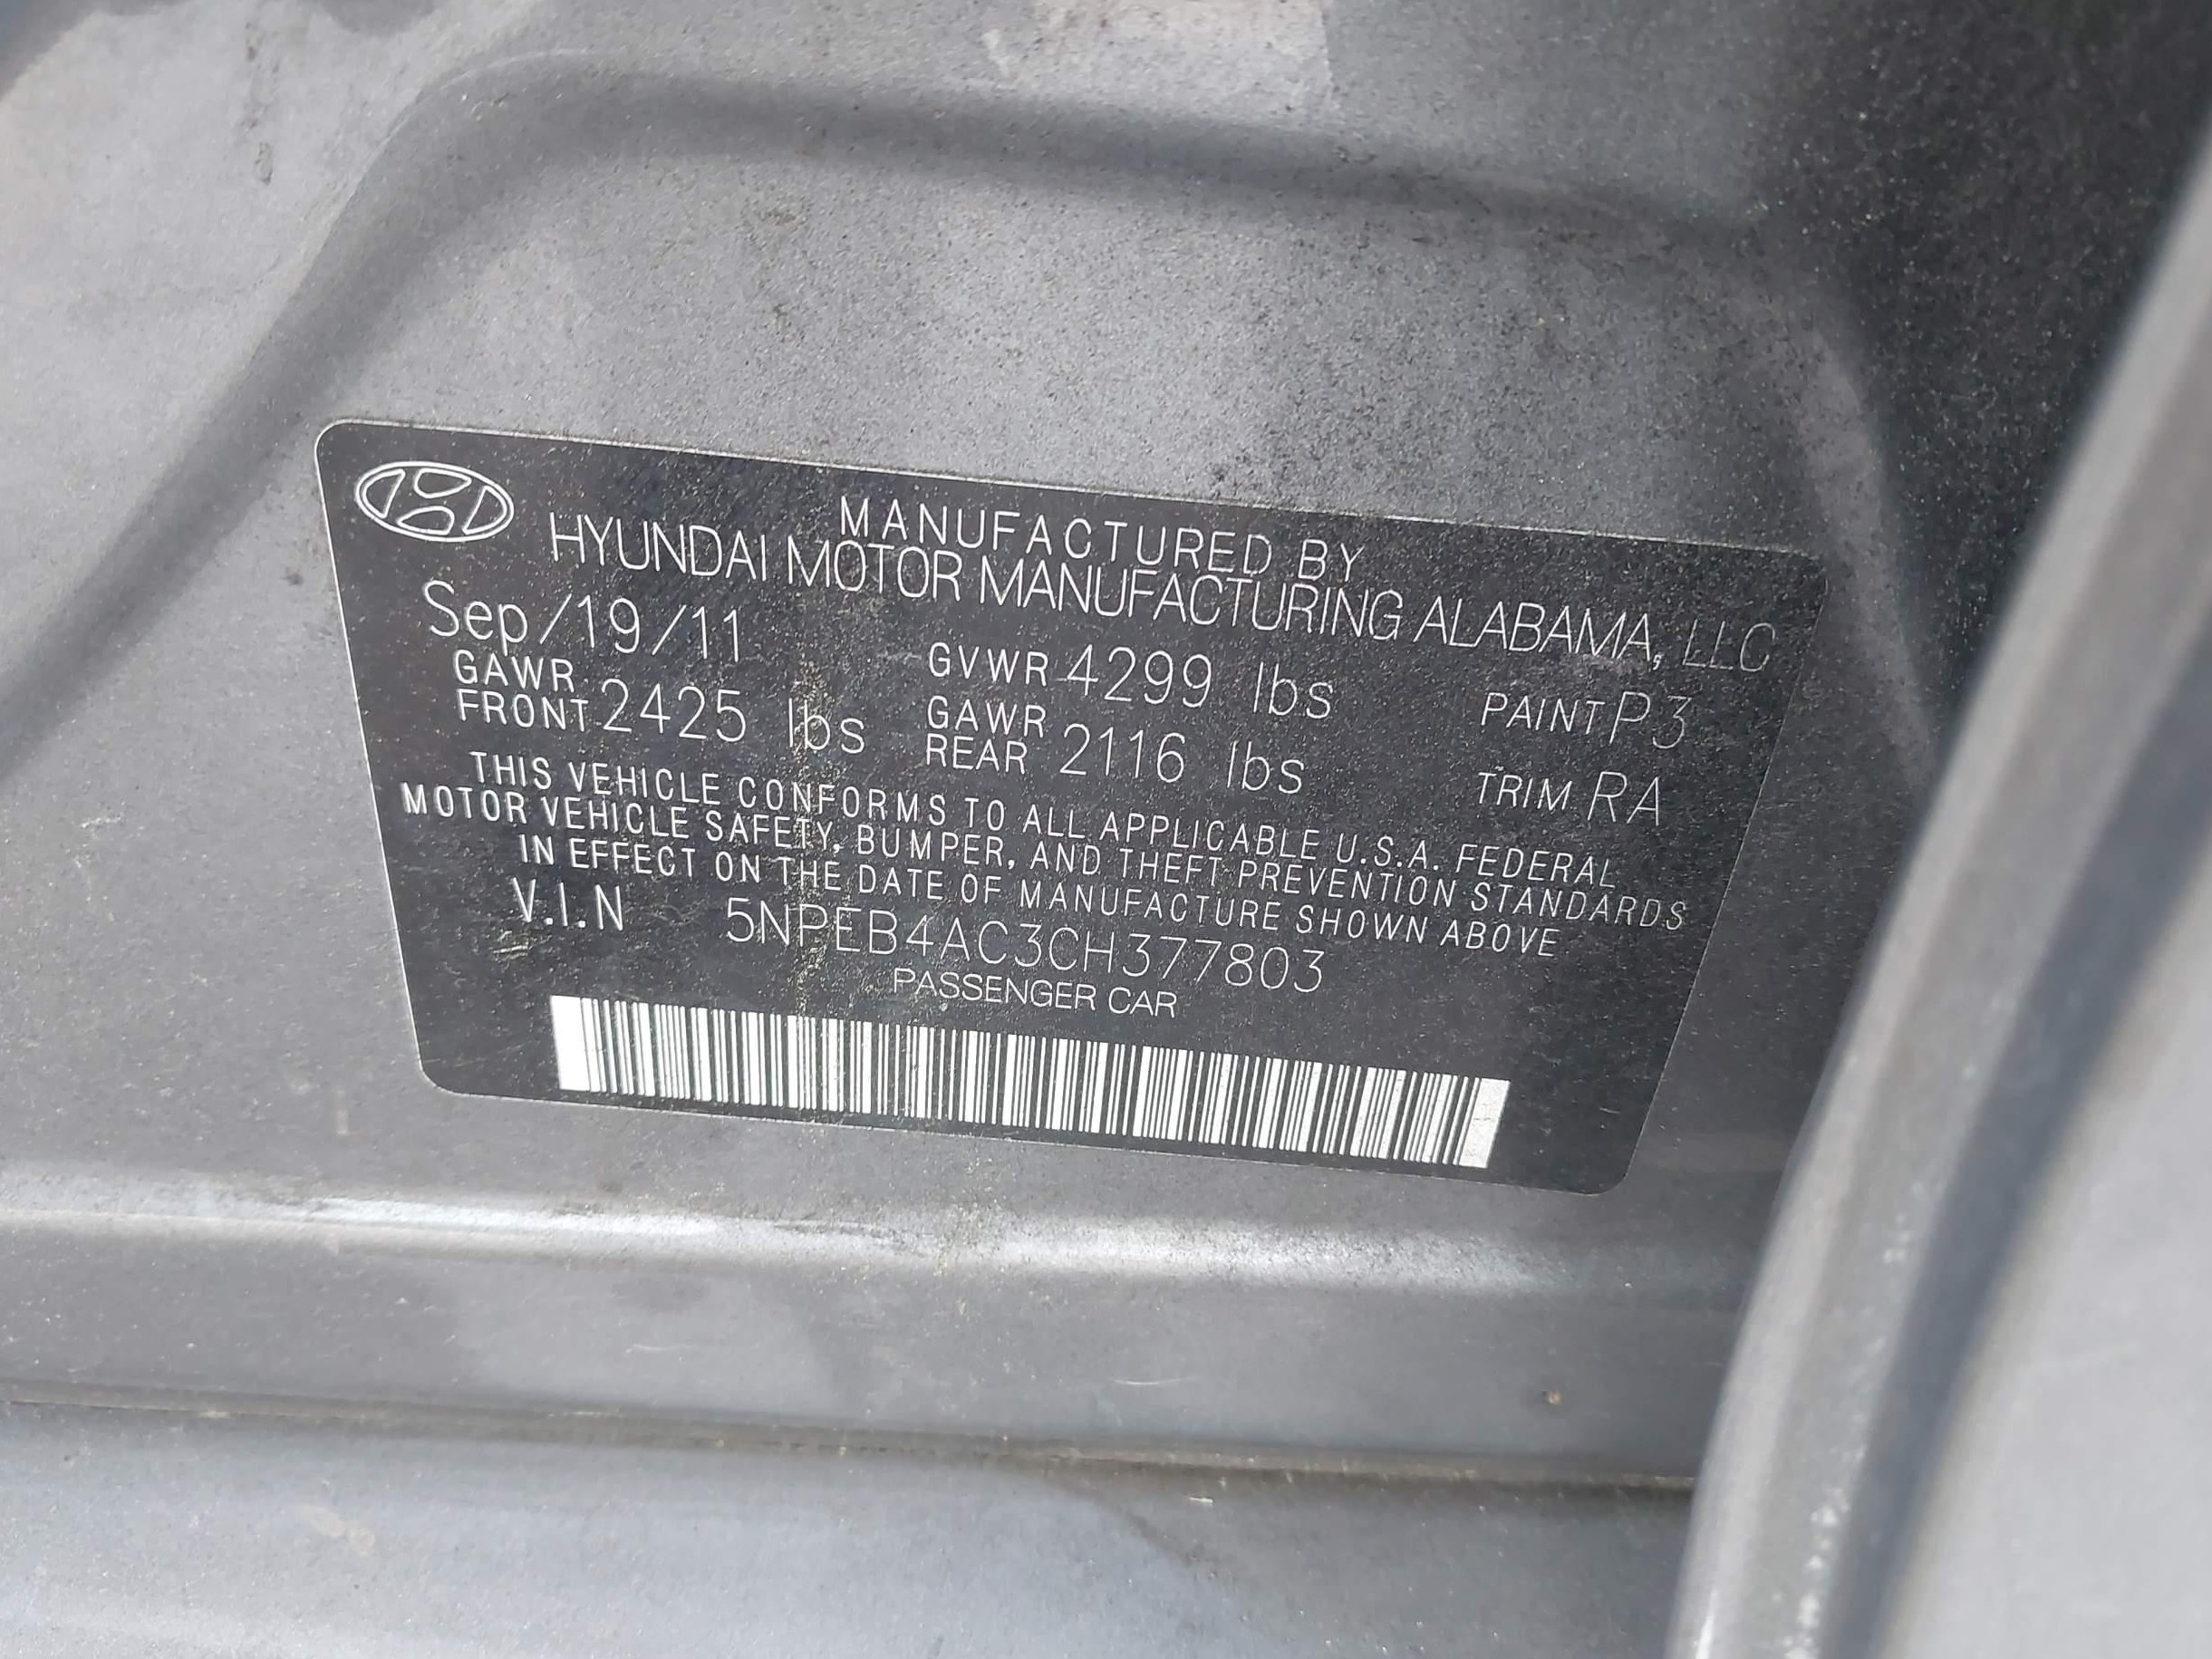 MANUFACTURED BY
HYUNDAI MOTOR MANUFACTURING ALABAMA, LLC
Sep/19/11 GVWR 4299 lbs PAINT P3
GAWR FRONT 2425 lbs GAWR REAR 2116 lbs TRIM RA
THIS VEHICLE CONFORMS TO ALL APPLICABLE U.S.A. FEDERAL
MOTOR VEHICLE SAFETY, BUMPER, AND THEFT PREVENTION STANDARDS
IN EFFECT ON THE DATE OF MANUFACTURE SHOWN ABOVE
V.I.N 5NPEB4AC3CH377803
PASSENGER CAR